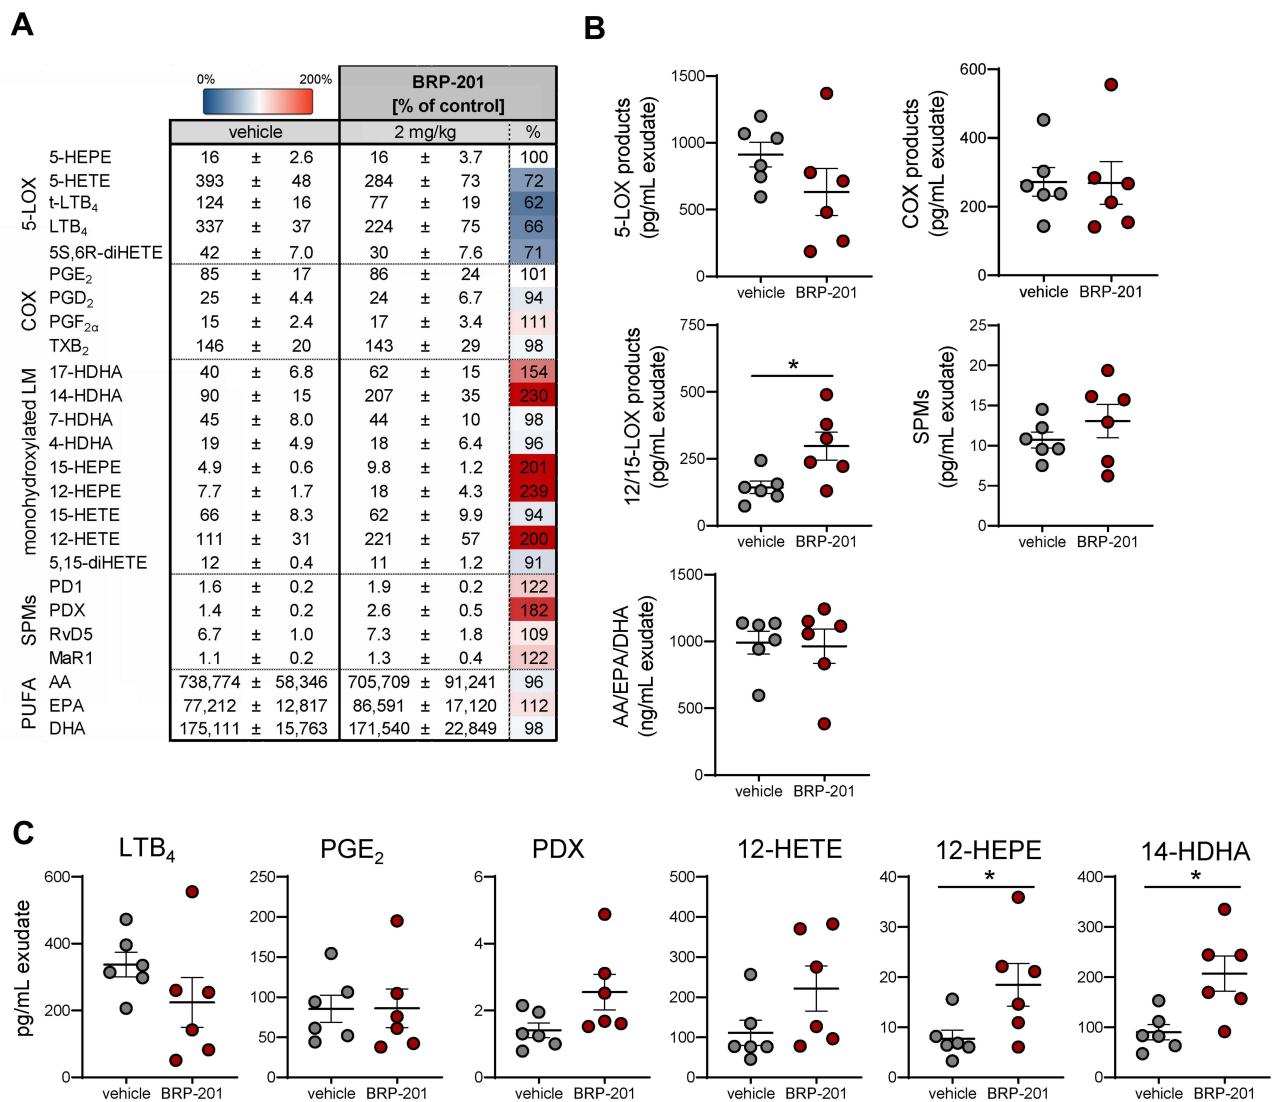 A
0% 200%
BRP-201
[% of control]
vehicle 2 mg/kg %
5-LOX
5-HEPE 16 ± 2.6 16 ± 3.7 100
5-HETE 393 ± 48 284 ± 73 72
t-LTB4 124 ± 16 77 ± 19 62
LTB4 337 ± 37 224 ± 75 66
5S,6R-diHETE 42 ± 7.0 30 ± 7.6 71
COX
PGE2 85 ± 17 86 ± 24 101
PGD2 25 ± 4.4 24 ± 6.7 94
PGF2α 15 ± 2.4 17 ± 3.4 111
TXB2 146 ± 20 143 ± 29 98
monohydroxylated LM
17-HDHA 40 ± 6.8 62 ± 15 154
14-HDHA 90 ± 15 207 ± 35 230
7-HDHA 45 ± 8.0 44 ± 10 98
4-HDHA 19 ± 4.9 18 ± 6.4 96
15-HEPE 4.9 ± 0.6 9.8 ± 1.2 201
12-HEPE 7.7 ± 1.7 18 ± 4.3 239
15-HETE 66 ± 8.3 62 ± 9.9 94
12-HETE 111 ± 31 221 ± 57 200
5,15-diHETE 12 ± 0.4 11 ± 1.2 91
SPMs
PD1 1.6 ± 0.2 1.9 ± 0.2 122
PDX 1.4 ± 0.2 2.6 ± 0.5 182
RvD5 6.7 ± 1.0 7.3 ± 1.8 109
MaR1 1.1 ± 0.2 1.3 ± 0.4 122
PUFA
AA 738,774 ± 58,346 705,709 ± 91,241 96
EPA 77,212 ± 12,817 86,591 ± 17,120 112
DHA 175,111 ± 15,763 171,540 ± 22,849 98
B
5-LOX products
(pg/mL exudate)
1500
1000
500
0
vehicle BRP-201
COX products
(pg/mL exudate)
600
400
200
0
vehicle BRP-201
12/15-LOX products
(pg/mL exudate)
750
500
250
0
*
vehicle BRP-201
SPMs
(pg/mL exudate)
25
20
15
10
5
0
vehicle BRP-201
AA/EPA/DHA
(ng/mL exudate)
1500
1000
500
0
vehicle BRP-201
C
pg/mL exudate
LTB4
600
400
200
0
vehicle BRP-201
PGE2
250
200
150
100
50
0
vehicle BRP-201
PDX
6
4
2
0
vehicle BRP-201
12-HETE
500
400
300
200
100
0
vehicle BRP-201
12-HEPE
*
40
30
20
10
0
vehicle BRP-201
14-HDHA
*
400
300
200
100
0
vehicle BRP-201